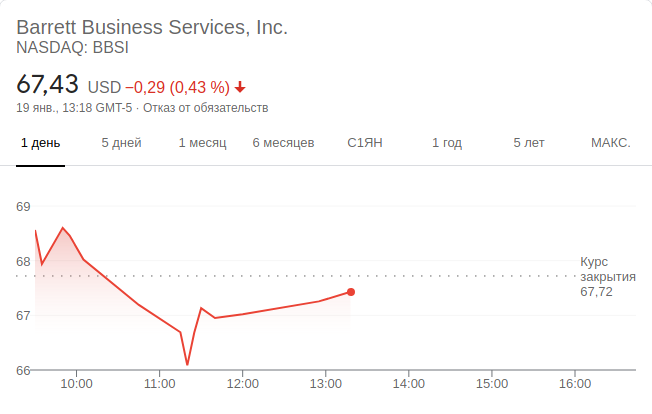 Barrett Business Services, Inc.
NASDAQ: BBSI
67,43 USD −0,29 (0,43 %)
19 янв., 13:18 GMT-5 · Отказ от обязательств
1 день 5 дней 1 месяц 6 месяцев С1ЯН 1 год 5 лет МАКС.
69
68
67
66
Курс
закрытия
67,72
10:00 11:00 12:00 13:00 14:00 15:00 16:00